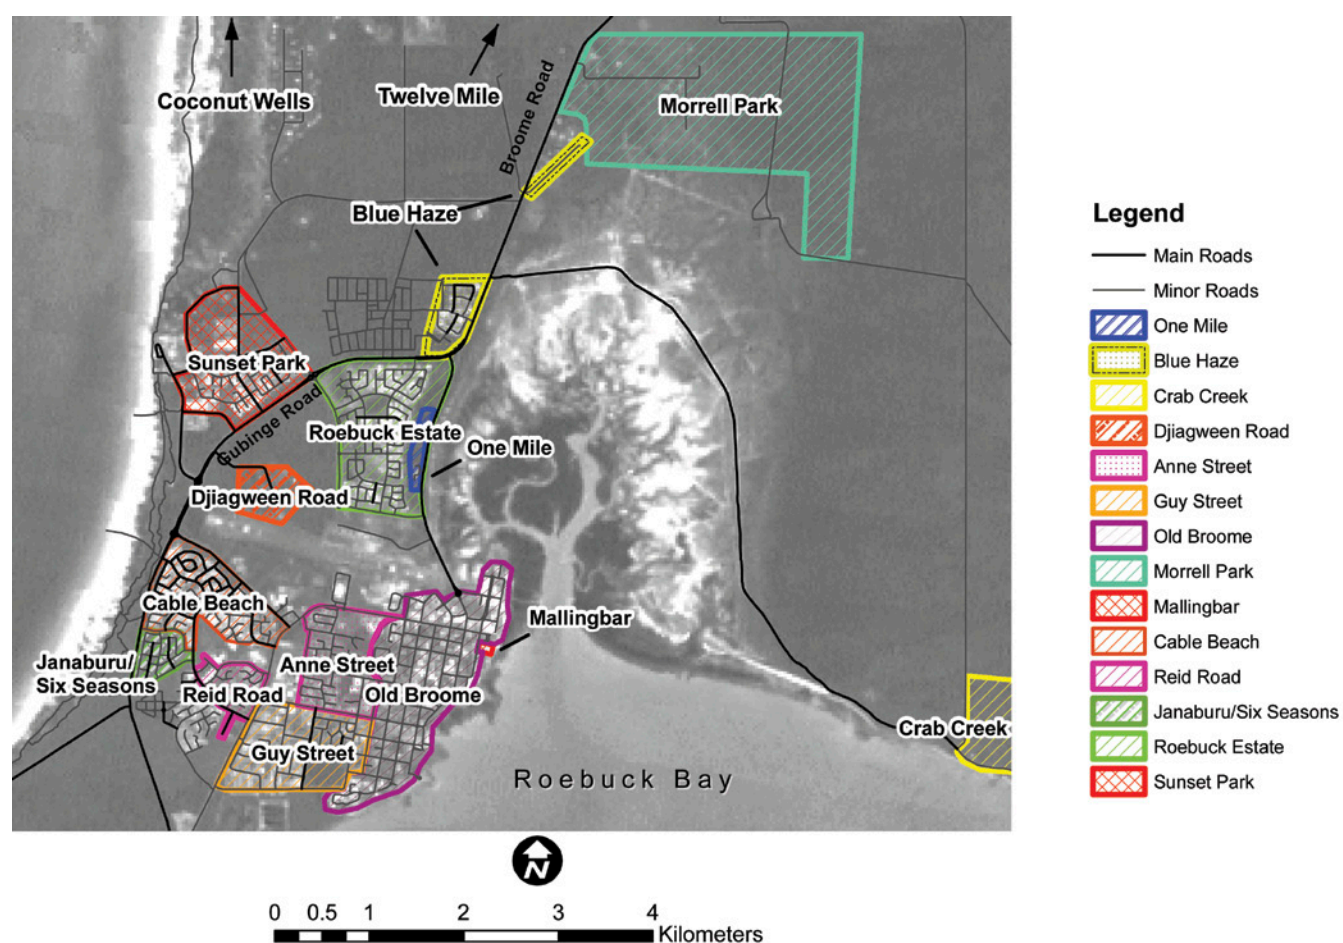 Coconut Wells
Twelve Mile
Broome Road
Morrell Park
Blue Haze
Sunset Park
Gubinge Road
Roebuck Estate
One Mile
Djiagween Road
Cable Beach
Mallingbar
Janaburu/
Six Seasons
Anne Street
Reid Road
Old Broome
Guy Street
Crab Creek
Roebuck Bay
Legend
Main Roads
Minor Roads
One Mile
Blue Haze
Crab Creek
Djiagween Road
Anne Street
Guy Street
Old Broome
Morrell Park
Mallingbar
Cable Beach
Reid Road
Janaburu/Six Seasons
Roebuck Estate
Sunset Park
N
0 0.5 1 2 3 4
Kilometers